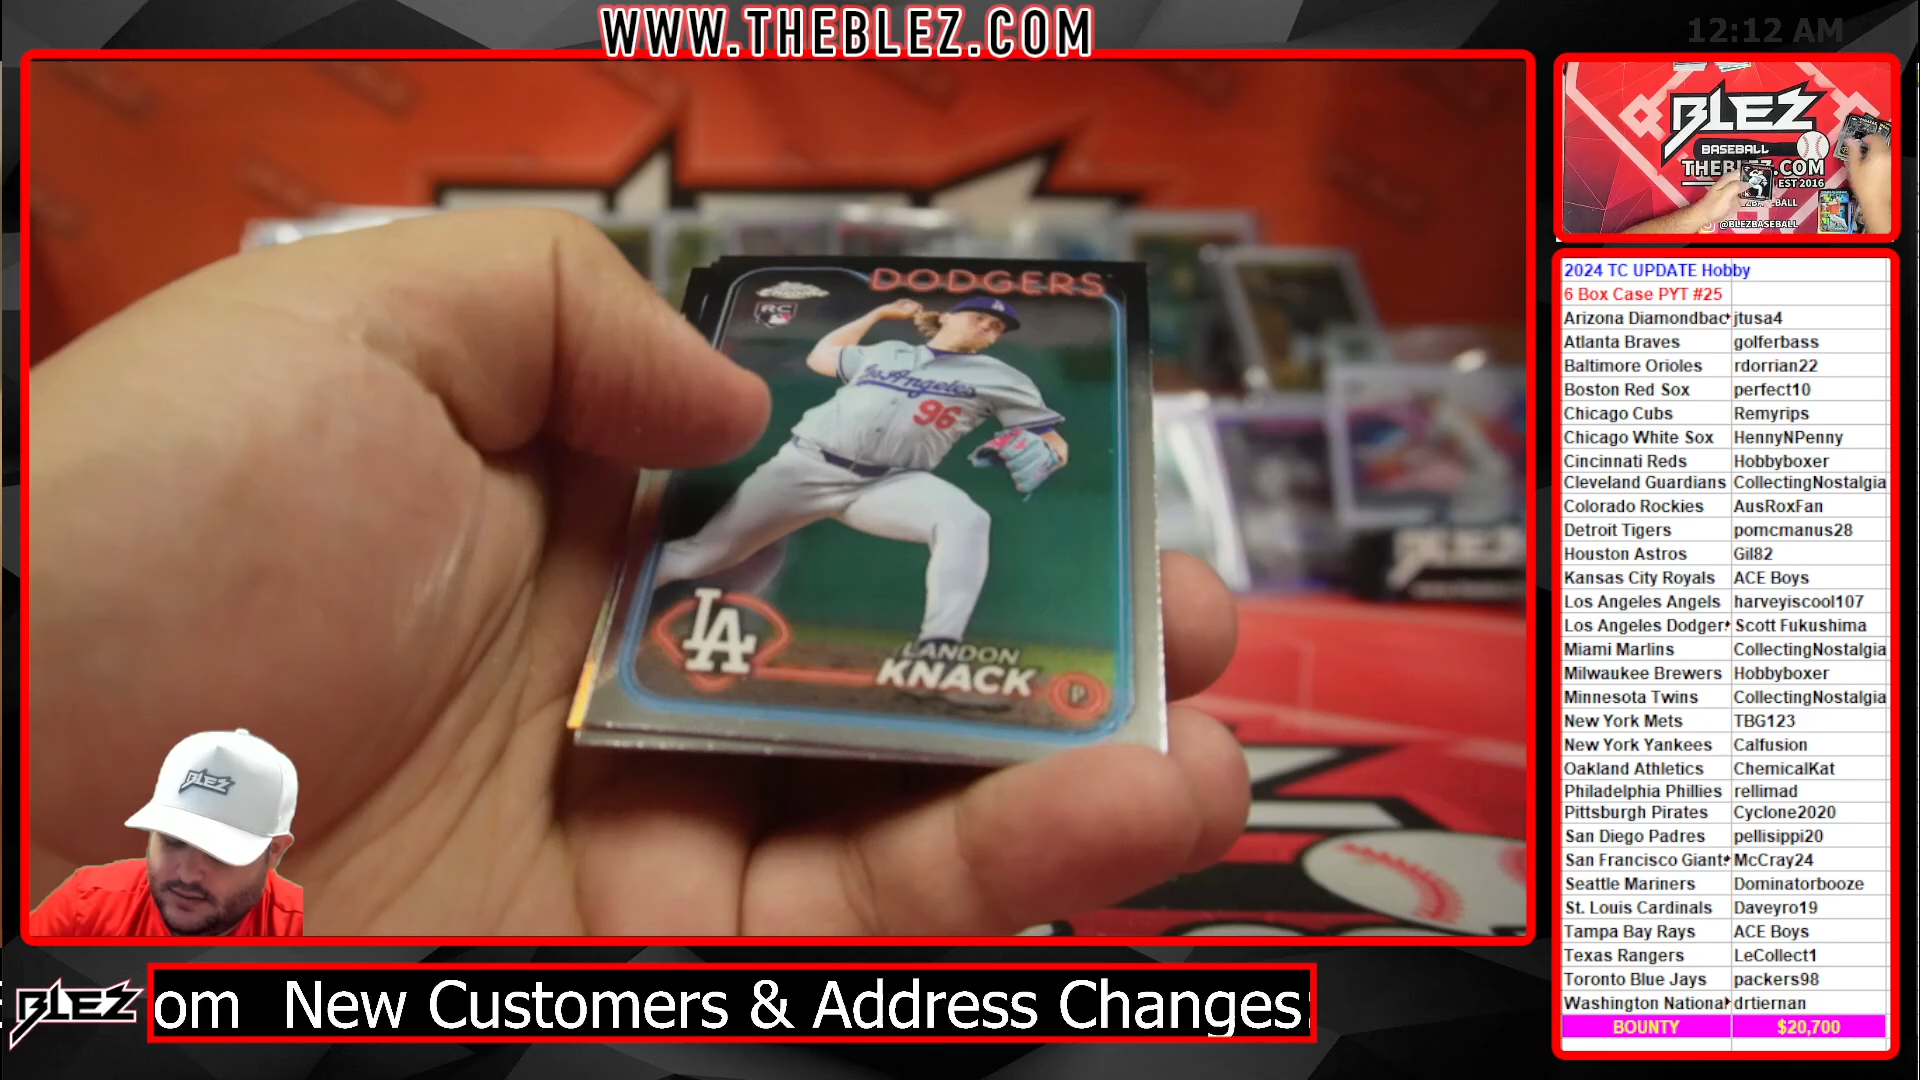 WWW.THEBLEZ.COM
12:12 AM
DODGERS
RC
Los Angeles
96
LA
LANDON
KNACK
P
BLEZ
BLEZ
BASEBALL
THEBLEZ.COM
EST 2016
@BLEZBASEBALL
2024 TC UPDATE Hobby
6 Box Case PYT #25
Arizona Diamondbac jtusa4
Atlanta Braves golferbass
Baltimore Orioles rdorrian22
Boston Red Sox perfect10
Chicago Cubs Remyrips
Chicago White Sox HennyNPenny
Cincinnati Reds Hobbyboxer
Cleveland Guardians CollectingNostalgia
Colorado Rockies AusRoxFan
Detroit Tigers pomcmanus28
Houston Astros Gil82
Kansas City Royals ACE Boys
Los Angeles Angels harveyiscool107
Los Angeles Dodger Scott Fukushima
Miami Marlins CollectingNostalgia
Milwaukee Brewers Hobbyboxer
Minnesota Twins CollectingNostalgia
New York Mets TBG123
New York Yankees Calfusion
Oakland Athletics ChemicalKat
Philadelphia Phillies rellimad
Pittsburgh Pirates Cyclone2020
San Diego Padres pellisippi20
San Francisco Giant McCray24
Seattle Mariners Dominatorbooze
St. Louis Cardinals Daveyro19
Tampa Bay Rays ACE Boys
Texas Rangers LeCollect1
Toronto Blue Jays packers98
Washington Nationa drtiernan
BOUNTY $20,700
BLEZ
BLEZ
om New Customers & Address Changes: